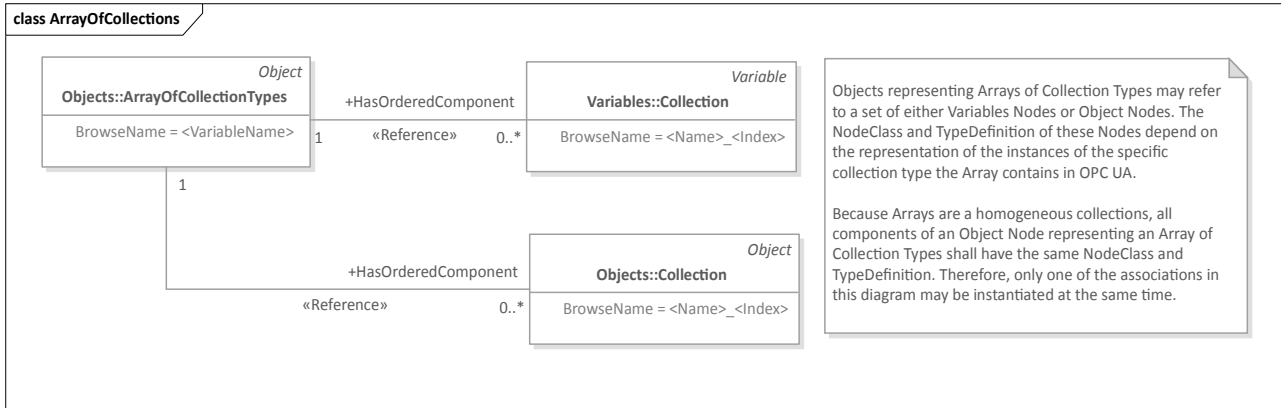 class ArrayOfCollections
Object
Objects::ArrayOfCollectionTypes
BrowseName = <VariableName>
+HasOrderedComponent
1
«Reference»
0..*
Variable
Variables::Collection
BrowseName = <Name>_<Index>
1
+HasOrderedComponent
«Reference»
0..*
Object
Objects::Collection
BrowseName = <Name>_<Index>
Objects representing Arrays of Collection Types may refer
to a set of either Variables Nodes or Object Nodes. The
NodeClass and TypeDefinition of these Nodes depend on
the representation of the instances of the specific
collection type the Array contains in OPC UA.
Because Arrays are a homogeneous collections, all
components of an Object Node representing an Array of
Collection Types shall have the same NodeClass and
TypeDefinition. Therefore, only one of the associations in
this diagram may be instantiated at the same time.